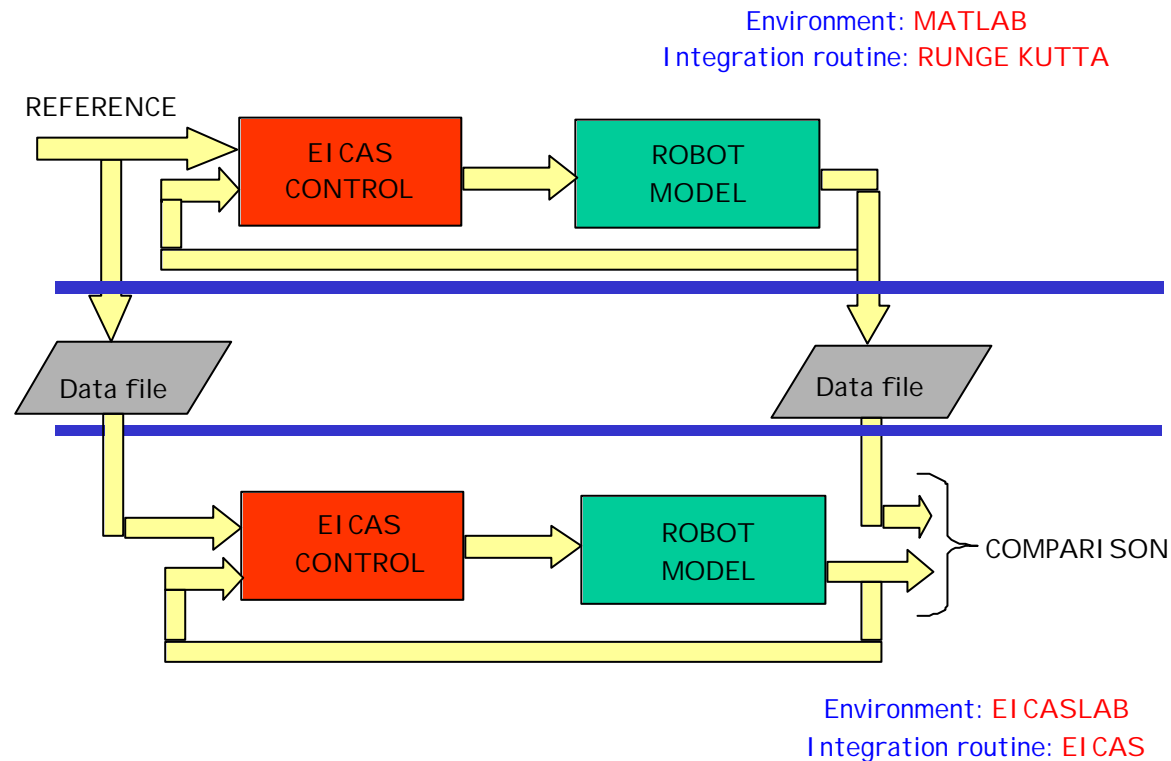 Environment: MATLAB
Integration routine: RUNGE KUTTA
REFERENCE
EICAS
CONTROL
ROBOT
MODEL
Data file
Data file
EICAS
CONTROL
ROBOT
MODEL
COMPARISON
Environment: EICASLAB
Integration routine: EICAS